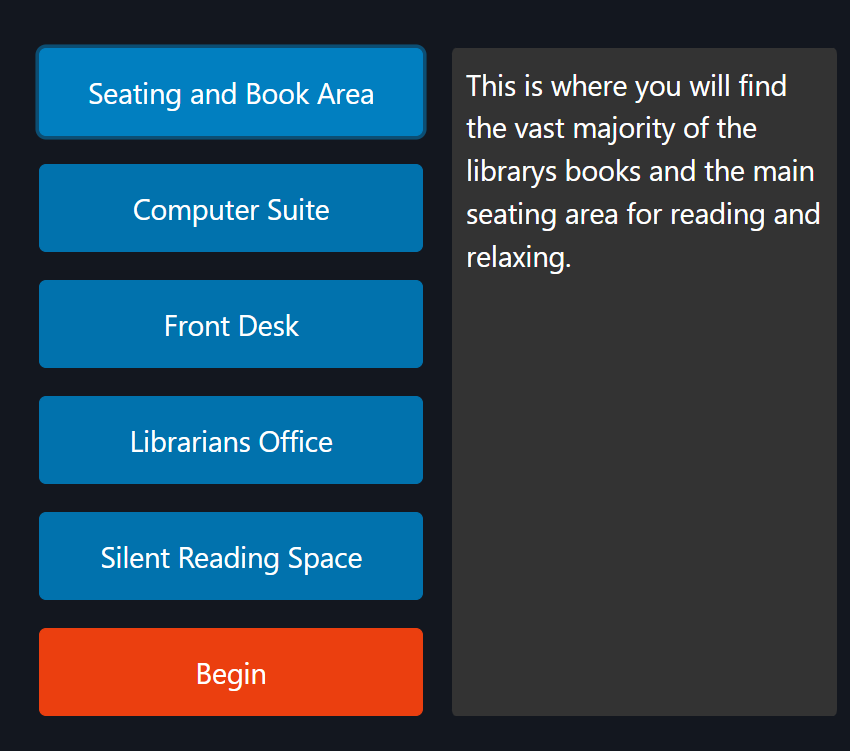 Seating and Book Area
Computer Suite
Front Desk
Librarians Office
Silent Reading Space
Begin
This is where you will find
the vast majority of the
librarys books and the main
seating area for reading and
relaxing.